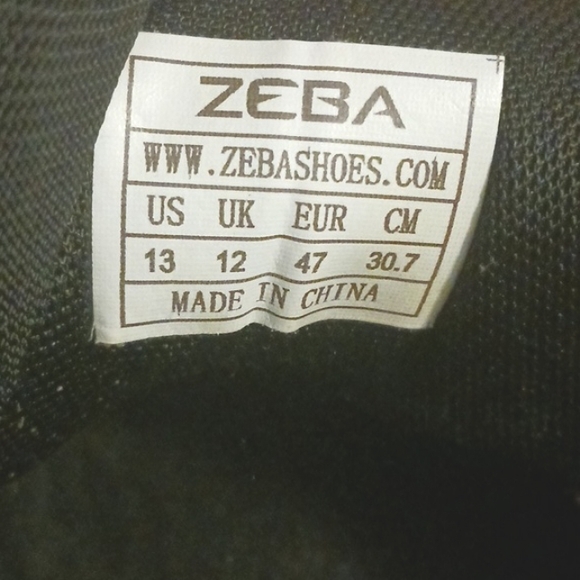 ZEBA
WWW.ZEBASHOES.COM
US UK EUR CM
13 12 47 30.7
MADE IN CHINA